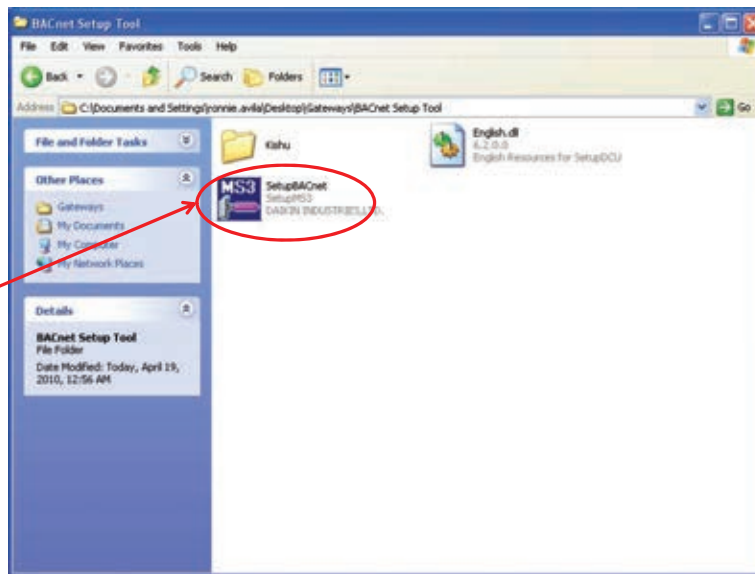 BACnet Setup Tool
File Edit View Favorites Tools Help
Back Search Folders
Address C:\Documents and Settings\ronnie.avila\Desktop\Gateways\BACnet Setup Tool Go
File and Folder Tasks
Other Places
Gateways
My Documents
My Computer
My Network Places
Details
BACnet Setup Tool
File Folder
Date Modified: Today, April 19,
2010, 12:56 AM
Kishu
MS3
SetupBACnet
SetupMS3
DAIKIN INDUSTRIES,LTD.
English.dll
6.2.0.0
English Resources for SetupDCU